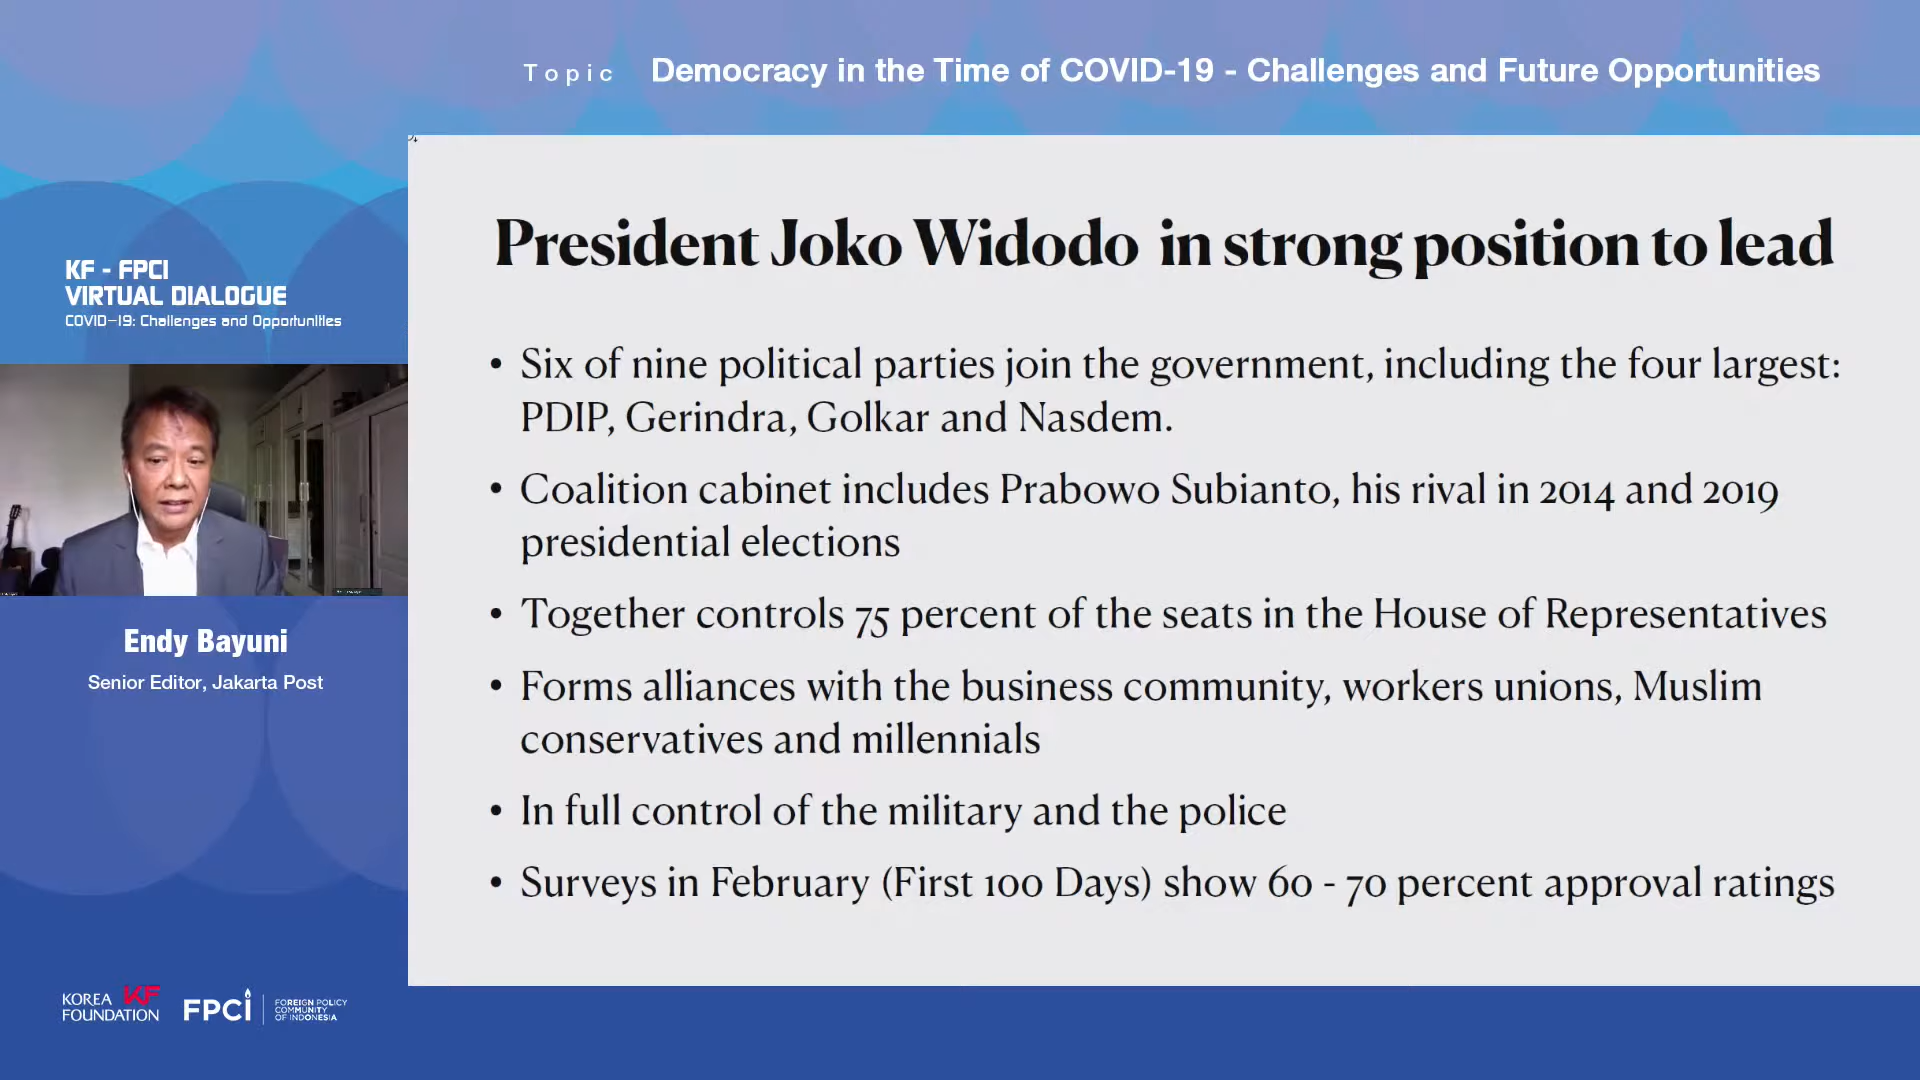 Topic Democracy in the Time of COVID-19 - Challenges and Future Opportunities
KF - FPCI
VIRTUAL DIALOGUE
COVID-19: Challenges and Opportunities
Endy Bayuni
Senior Editor, Jakarta Post
President Joko Widodo in strong position to lead
• Six of nine political parties join the government, including the four largest:
PDIP, Gerindra, Golkar and Nasdem.
• Coalition cabinet includes Prabowo Subianto, his rival in 2014 and 2019
presidential elections
• Together controls 75 percent of the seats in the House of Representatives
• Forms alliances with the business community, workers unions, Muslim
conservatives and millennials
• In full control of the military and the police
• Surveys in February (First 100 Days) show 60 - 70 percent approval ratings
KOREA KF
FOUNDATION
FPCI
FOREIGN POLICY
COMMUNITY
OF INDONESIA